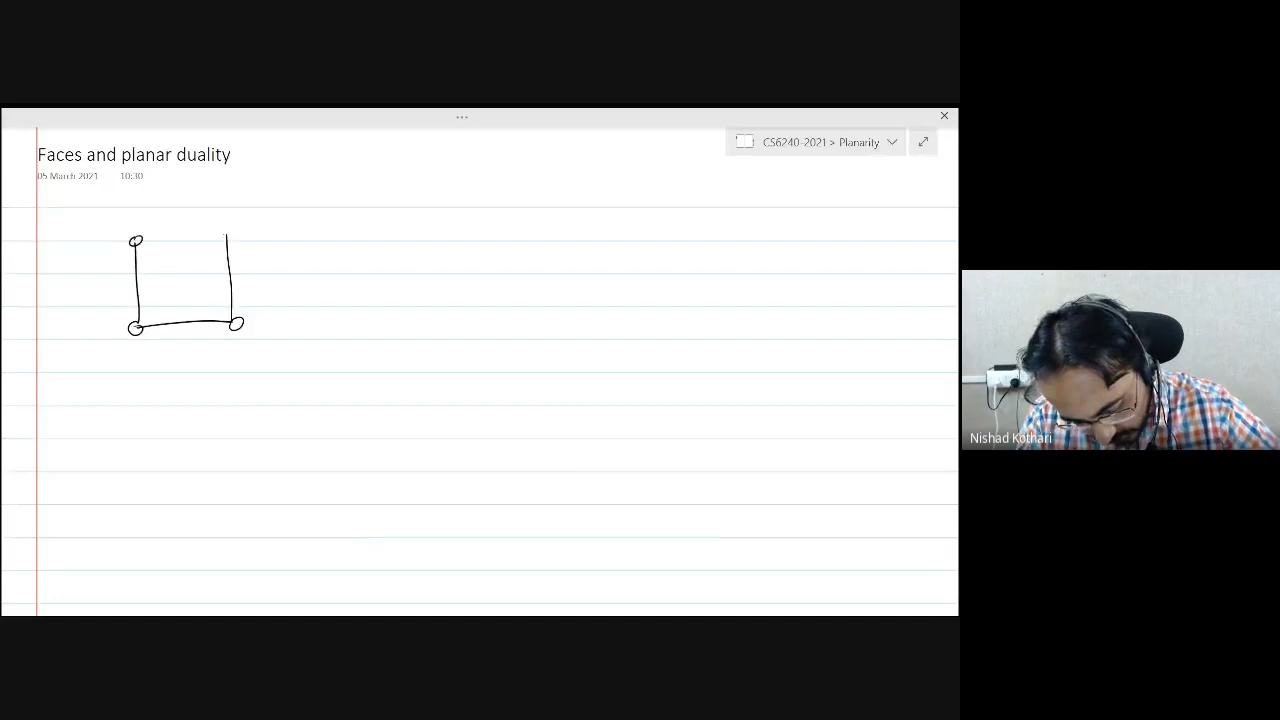 CS6240-2021 > Planarity
Faces and planar duality
05 March 2021 10:30
Nishad Kothari